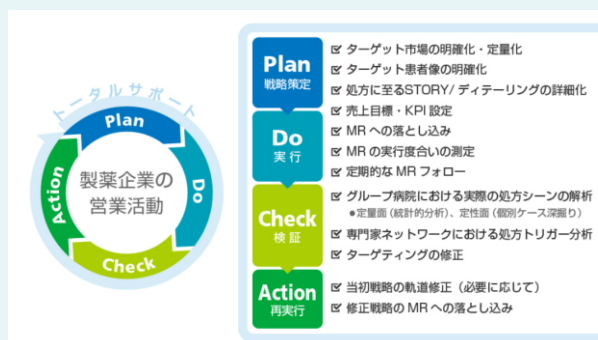 トータルサポート
Plan
Do
Check
Action
製薬企業の
営業活動
Plan
戦略策定
☑ ターゲット市場の明確化・定量化
☑ ターゲット患者像の明確化
☑ 処方に至るSTORY/ ディテーリングの詳細化
☑ 売上目標・KPI 設定
Do
実行
☑ MR への落とし込み
☑ MR の実行度合いの測定
☑ 定期的な MR フォロー
Check
検証
☑ グループ病院における実際の処方シーンの解析
●定量面(統計的分析)、定性面(個別ケース深掘り)
☑ 専門家ネットワークにおける処方トリガー分析
☑ ターゲティングの修正
Action
再実行
☑ 当初戦略の軌道修正(必要に応じて)
☑ 修正戦略の MR への落とし込み